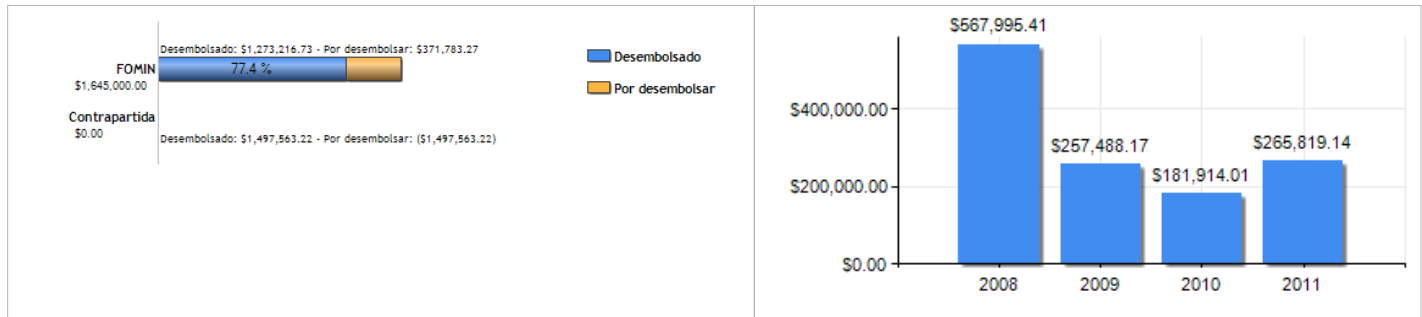 Desembolsado: $1,273,216.73 - Por desembolsar: $371,783.27
FOMIN
77.4 %
$1,645,000.00
Contrapartida
$0.00
Desembolsado: $1,497,563.22 - Por desembolsar: ($1,497,563.22)
Desembolsado
Por desembolsar
$567,995.41
$400,000.00
$257,488.17
$265,819.14
$181,914.01
$200,000.00
$0.00
2008 2009 2010 2011